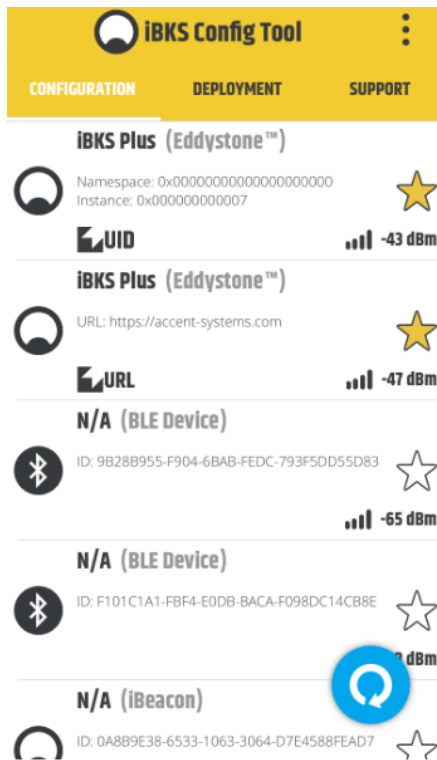 iBKS Config Tool
CONFIGURATION DEPLOYMENT SUPPORT
iBKS Plus (Eddystone™)
Namespace: 0x00000000000000000000
Instance: 0x000000000007
UID -43 dBm
iBKS Plus (Eddystone™)
URL: https://accent-systems.com
URL -47 dBm
N/A (BLE Device)
ID: 9B28B955-F904-6BAB-FEDC-793F5DD55D83
-65 dBm
N/A (BLE Device)
ID: F101C1A1-FBF4-E0DB-BACA-F098DC14CB8E
dBm
N/A (iBeacon)
ID: 0A8B9E38-6533-1063-3064-D7E4588FEAD7